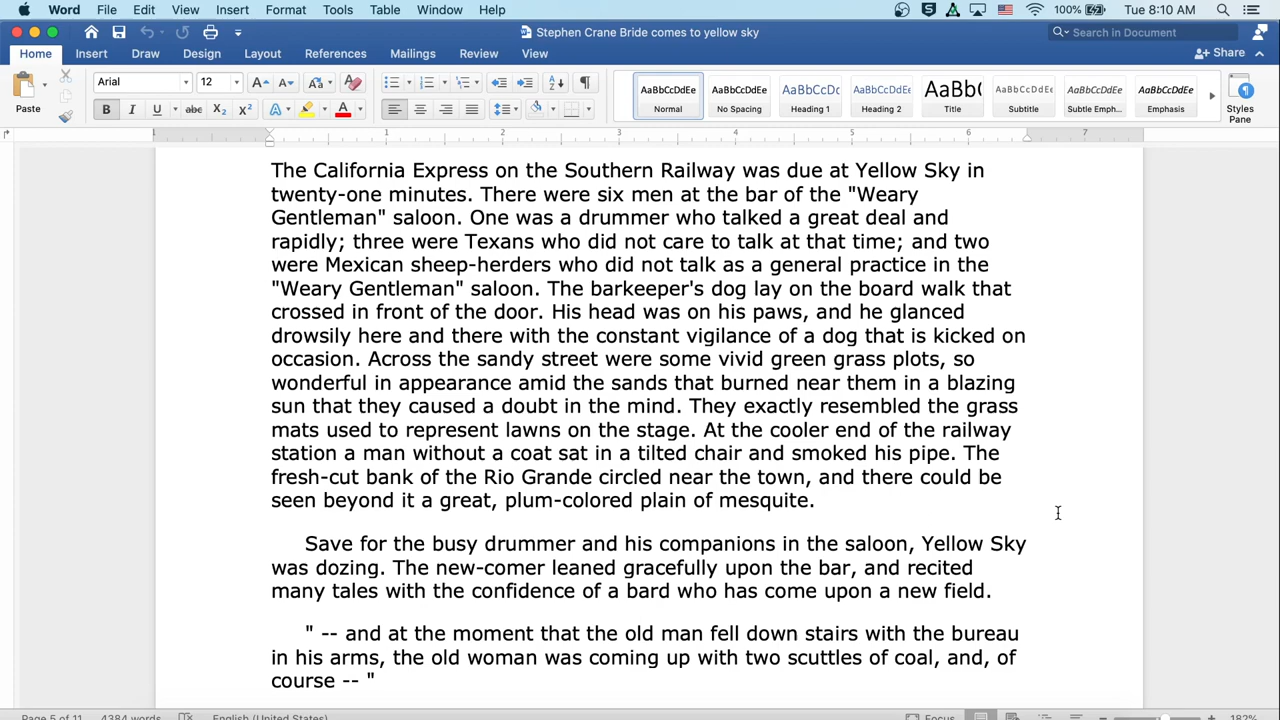 Word File Edit View Insert Format Tools Table Window Help 100% Tue 8:10 AM
Stephen Crane Bride comes to yellow sky Search in Document
Home Insert Draw Design Layout References Mailings Review View Share
Paste Arial 12 AaBbCcDdEe AaBbCcDdEe AaBbCcDc AaBbCcDdEe AaBbC AaBbCcDdEe AaBbCcDdEe AaBbCcDdEe
Normal No Spacing Heading 1 Heading 2 Title Subtitle Subtle Emph... Emphasis Styles Pane
1 1 2 3 4 5 6 7
The California Express on the Southern Railway was due at Yellow Sky in
twenty-one minutes. There were six men at the bar of the "Weary
Gentleman" saloon. One was a drummer who talked a great deal and
rapidly; three were Texans who did not care to talk at that time; and two
were Mexican sheep-herders who did not talk as a general practice in the
"Weary Gentleman" saloon. The barkeeper's dog lay on the board walk that
crossed in front of the door. His head was on his paws, and he glanced
drowsily here and there with the constant vigilance of a dog that is kicked on
occasion. Across the sandy street were some vivid green grass plots, so
wonderful in appearance amid the sands that burned near them in a blazing
sun that they caused a doubt in the mind. They exactly resembled the grass
mats used to represent lawns on the stage. At the cooler end of the railway
station a man without a coat sat in a tilted chair and smoked his pipe. The
fresh-cut bank of the Rio Grande circled near the town, and there could be
seen beyond it a great, plum-colored plain of mesquite.
Save for the busy drummer and his companions in the saloon, Yellow Sky
was dozing. The new-comer leaned gracefully upon the bar, and recited
many tales with the confidence of a bard who has come upon a new field.
" -- and at the moment that the old man fell down stairs with the bureau
in his arms, the old woman was coming up with two scuttles of coal, and, of
course -- "
Page 5 of 11 4384 words English (United States) Focus 182%